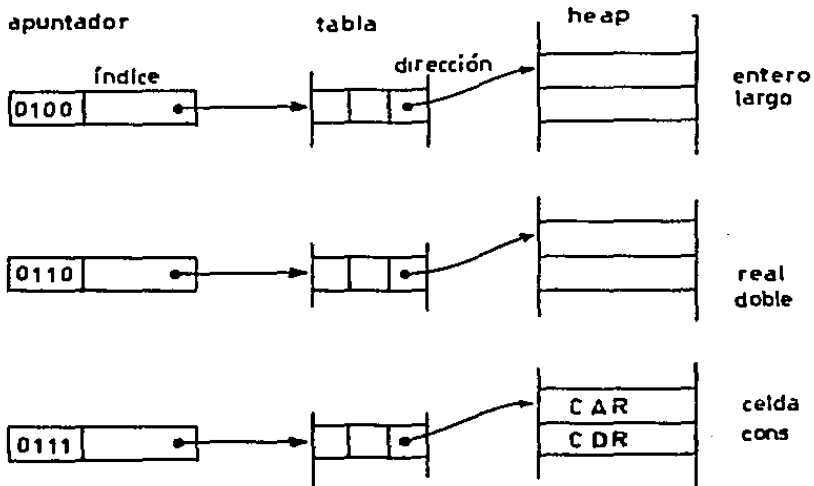 apuntador
tabla
heap
índice
dirección
0100
entero
largo
0110
real
doble
0111
CAR
CDR
celda
cons